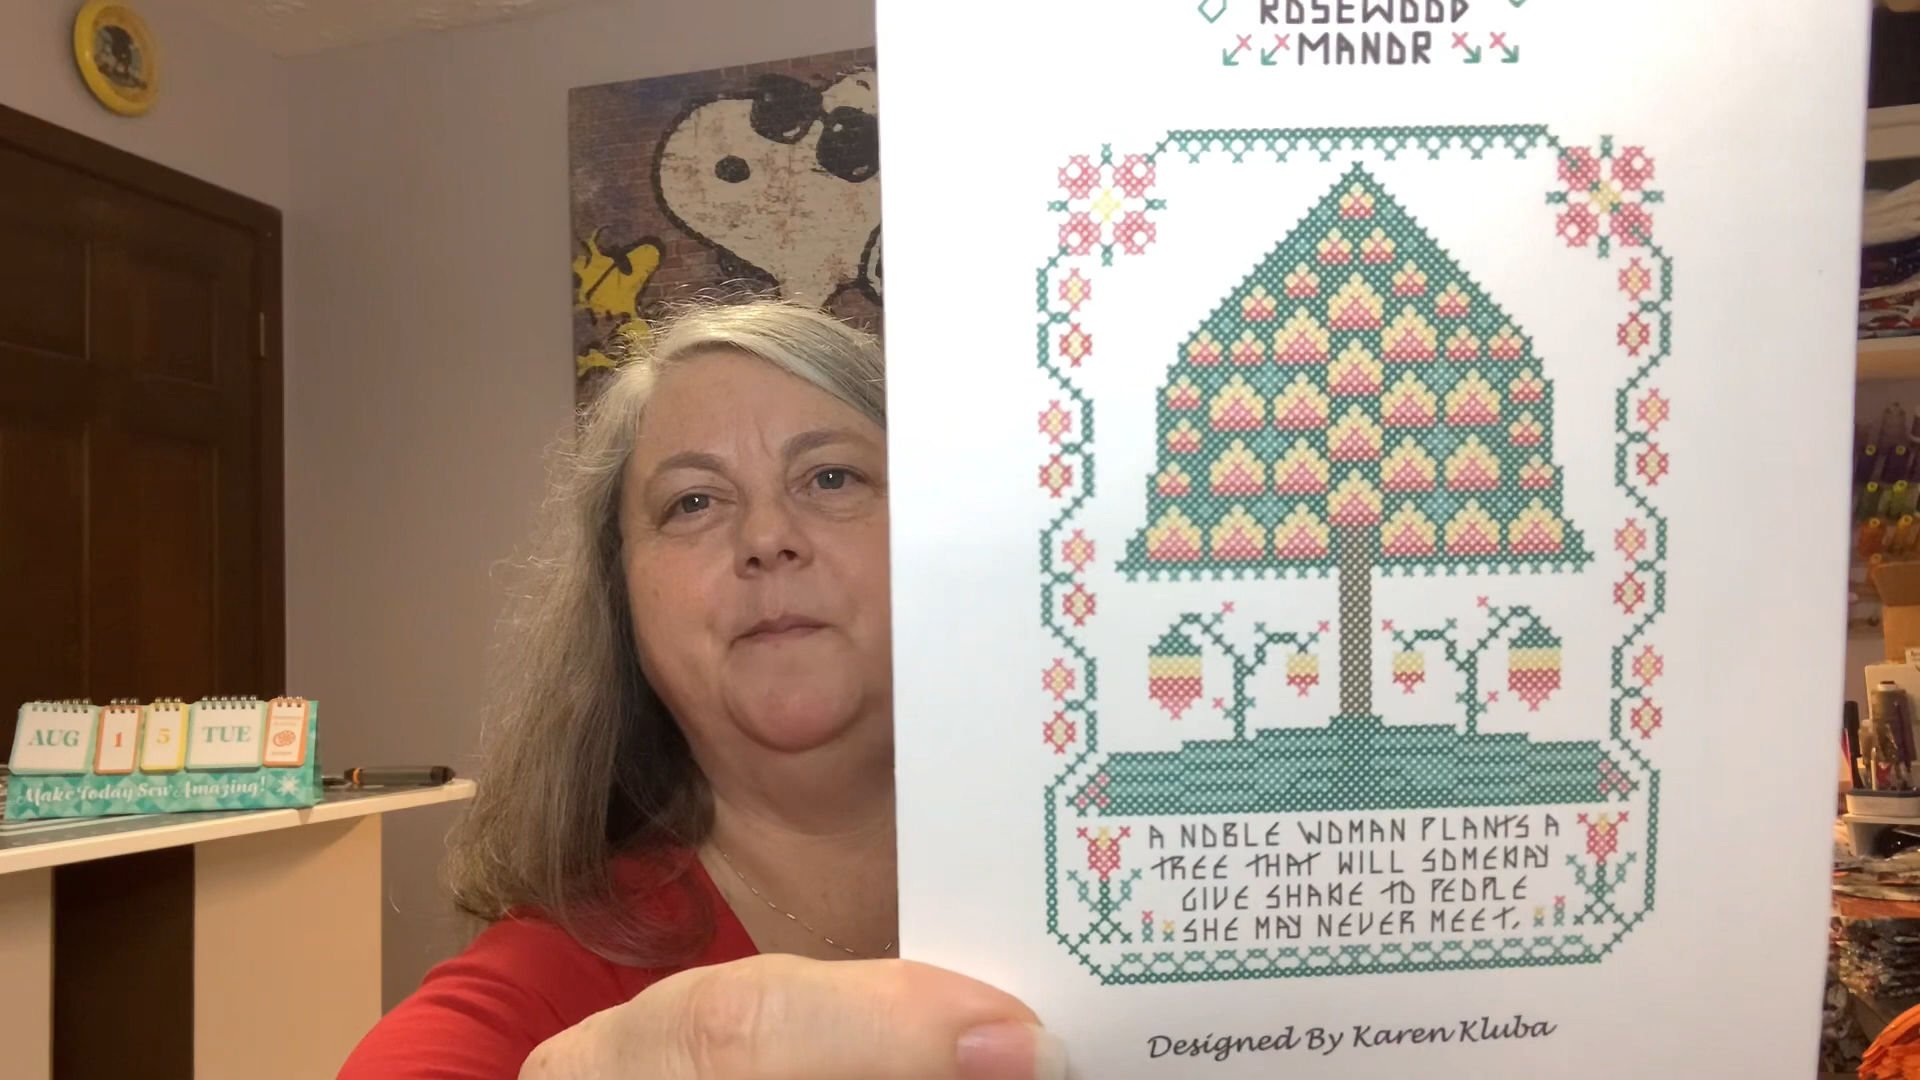 ROSEWOOD
MANOR
AUG 1 5 TUE
Make Today Sew Amazing!
A NOBLE WOMAN PLANTS A
TREE THAT WILL SOMEDAY
GIVE SHADE TO PEOPLE
SHE MAY NEVER MEET.
Designed By Karen Kluba